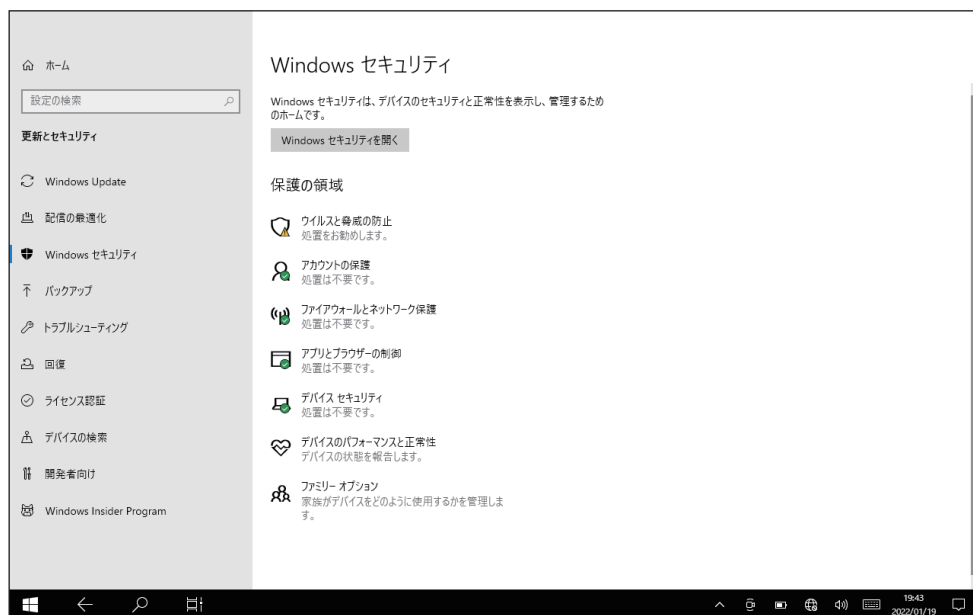 ホーム
設定の検索
更新とセキュリティ
Windows Update
配信の最適化
Windows セキュリティ
バックアップ
トラブルシューティング
回復
ライセンス認証
デバイスの検索
開発者向け
Windows Insider Program
Windows セキュリティ
Windows セキュリティは、デバイスのセキュリティと正常性を表示し、管理するため
のホームです。
Windows セキュリティを開く
保護の領域
ウイルスと脅威の防止
処置をお勧めします。
アカウントの保護
処置は不要です。
ファイアウォールとネットワーク保護
処置は不要です。
アプリとブラウザーの制御
処置は不要です。
デバイス セキュリティ
処置は不要です。
デバイスのパフォーマンスと正常性
デバイスの状態を報告します。
ファミリー オプション
家族がデバイスをどのように使用するかを管理しま
す。
19:43
2022/01/19